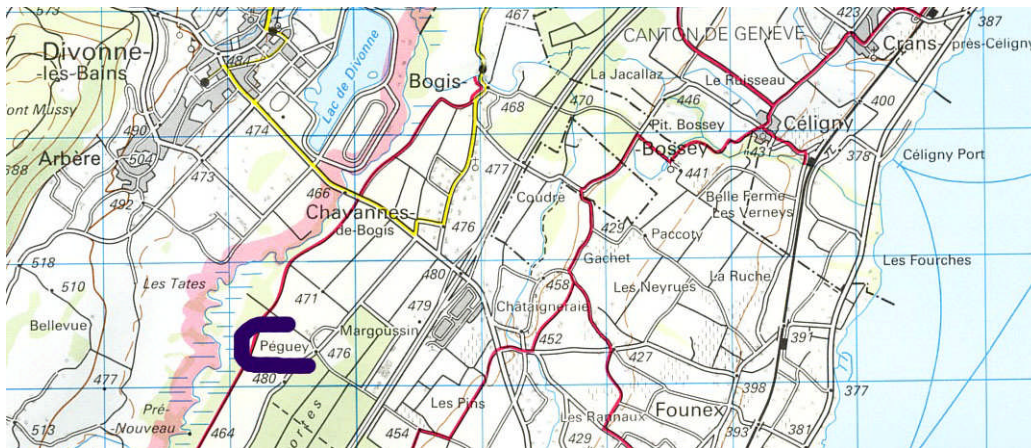 573
467
387
423
Divonne-
-les-Bains
484
Lac de Divonne
CANTON DE GENEVE
Crans-
près-Céligny
La Jacallaz
Le Ruisseau
Bogis-
ont Mussy
468
470
446
400
474
490
Pit. Bossey
Céligny
-Bossey
431
378
Céligny Port
Arbère
504
473
688
477
441
466
Coudre
Belle Ferme
Les Verneys
492
Chavannes-
de-Bogis
476
429
Paccoty
518
Gachet
Les Fourches
480
La Ruche
Les Tates
510
458
Les Neyrues
471
479
Châtaigneraie
Bellevue
Margoussin
391
452
Péguey
476
427
477
480
398
377
Les Pins
Founex
Pré-
-Nouveau
Les Rannaux
513
464
454
429
393
381